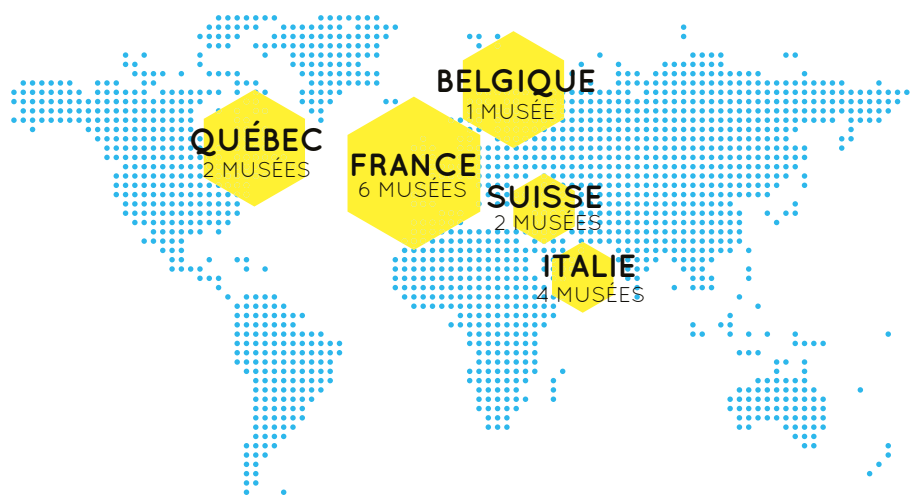 BELGIQUE
1 MUSÉE
QUÉBEC
2 MUSÉES
FRANCE
6 MUSÉES
SUISSE
2 MUSÉES
ITALIE
4 MUSÉES